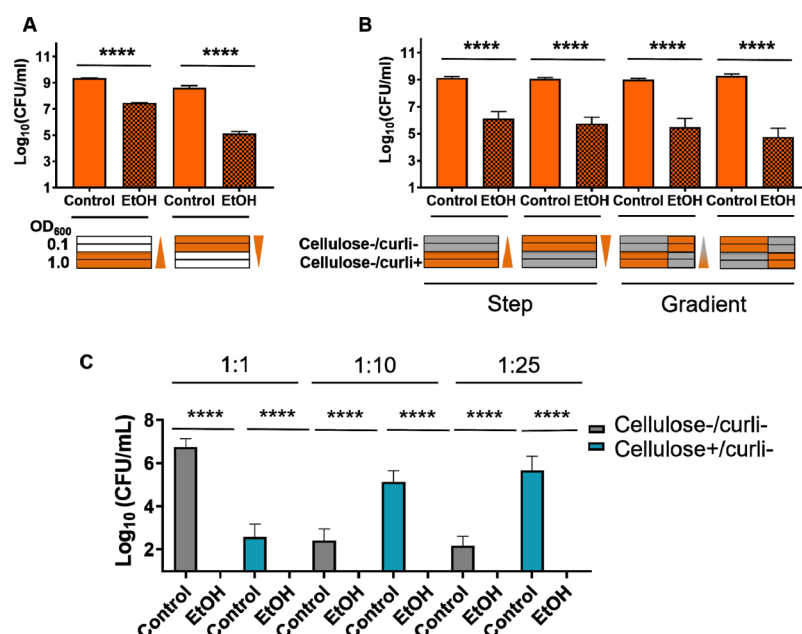 A
B
**** ****
Log10(CFU/ml)
11
9
7
5
3
1
Control EtOH Control EtOH
OD600
0.1
1.0
**** **** **** ****
Log10(CFU/ml)
11
9
7
5
3
1
Control EtOH Control EtOH Control EtOH Control EtOH
Cellulose-/curli-
Cellulose-/curli+
Step
Gradient
C
1:1 1:10 1:25
**** **** **** **** **** ****
Log10 (CFU/mL)
8
6
4
2
Control EtOH Control EtOH Control EtOH Control EtOH Control EtOH Control EtOH
Cellulose-/curli-
Cellulose+/curli-